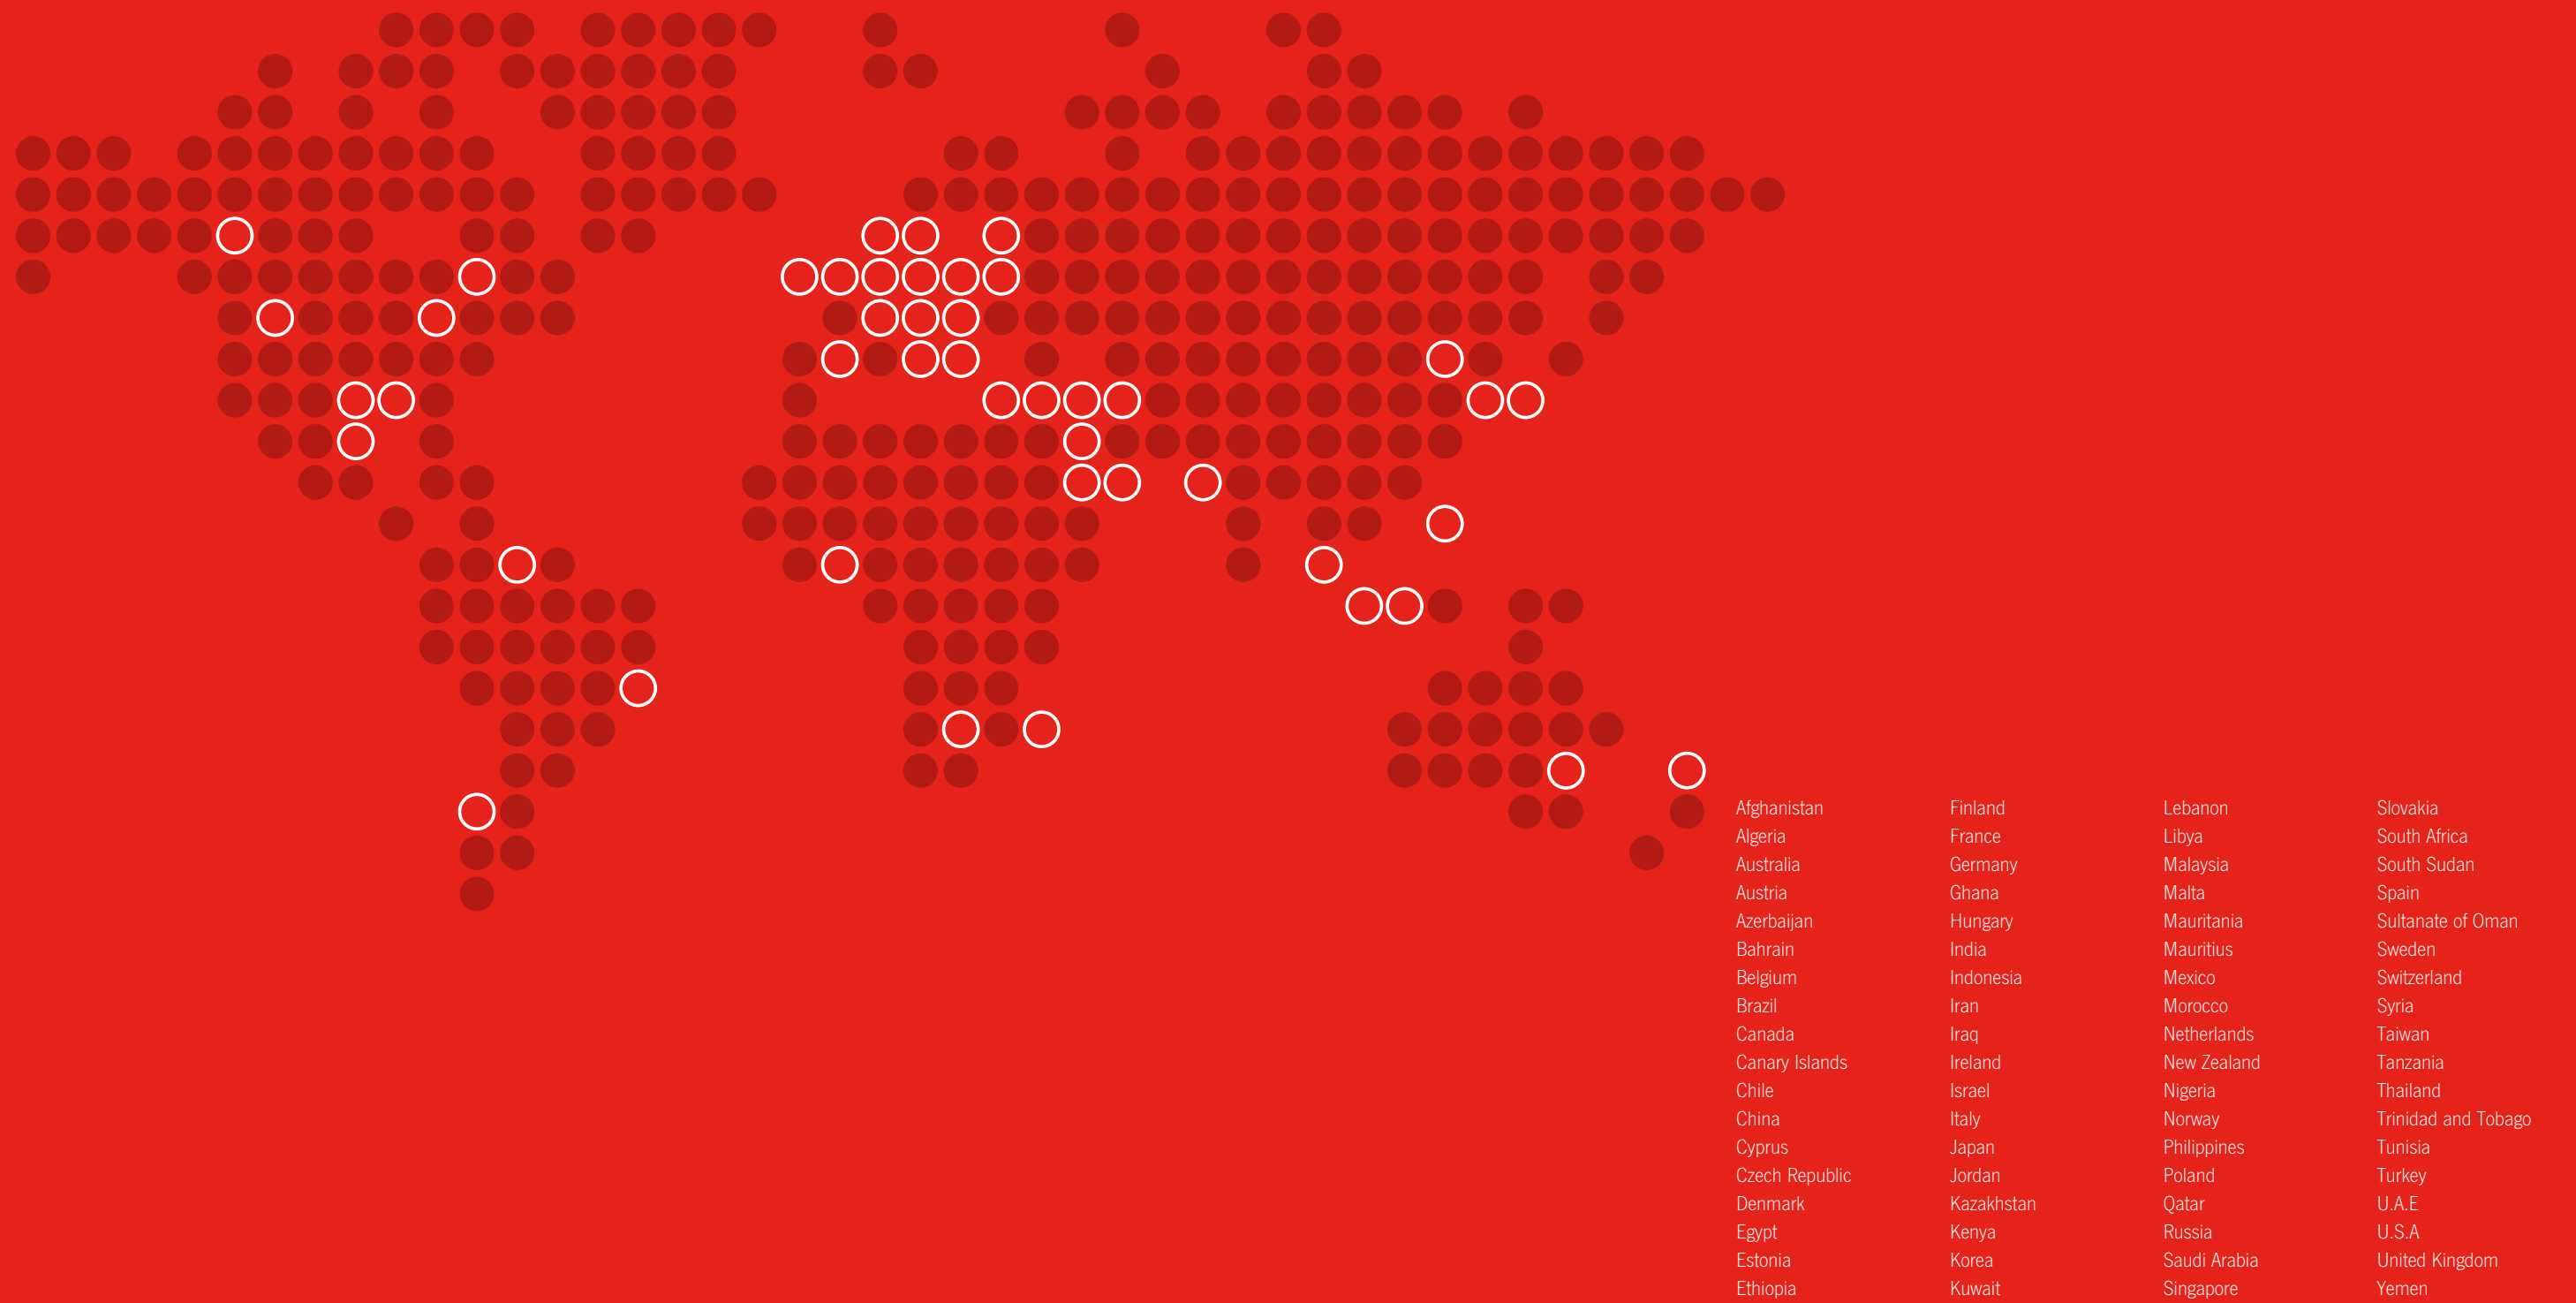 Afghanistan
Algeria
Australia
Austria
Azerbaijan
Bahrain
Belgium
Brazil
Canada
Canary Islands
Chile
China
Cyprus
Czech Republic
Denmark
Egypt
Estonia
Ethiopia
Finland
France
Germany
Ghana
Hungary
India
Indonesia
Iran
Iraq
Ireland
Israel
Italy
Japan
Jordan
Kazakhstan
Kenya
Korea
Kuwait
Lebanon
Libya
Malaysia
Malta
Mauritania
Mauritius
Mexico
Morocco
Netherlands
New Zealand
Nigeria
Norway
Philippines
Poland
Qatar
Russia
Saudi Arabia
Singapore
Slovakia
South Africa
South Sudan
Spain
Sultanate of Oman
Sweden
Switzerland
Syria
Taiwan
Tanzania
Thailand
Trinidad and Tobago
Tunisia
Turkey
U.A.E
U.S.A
United Kingdom
Yemen